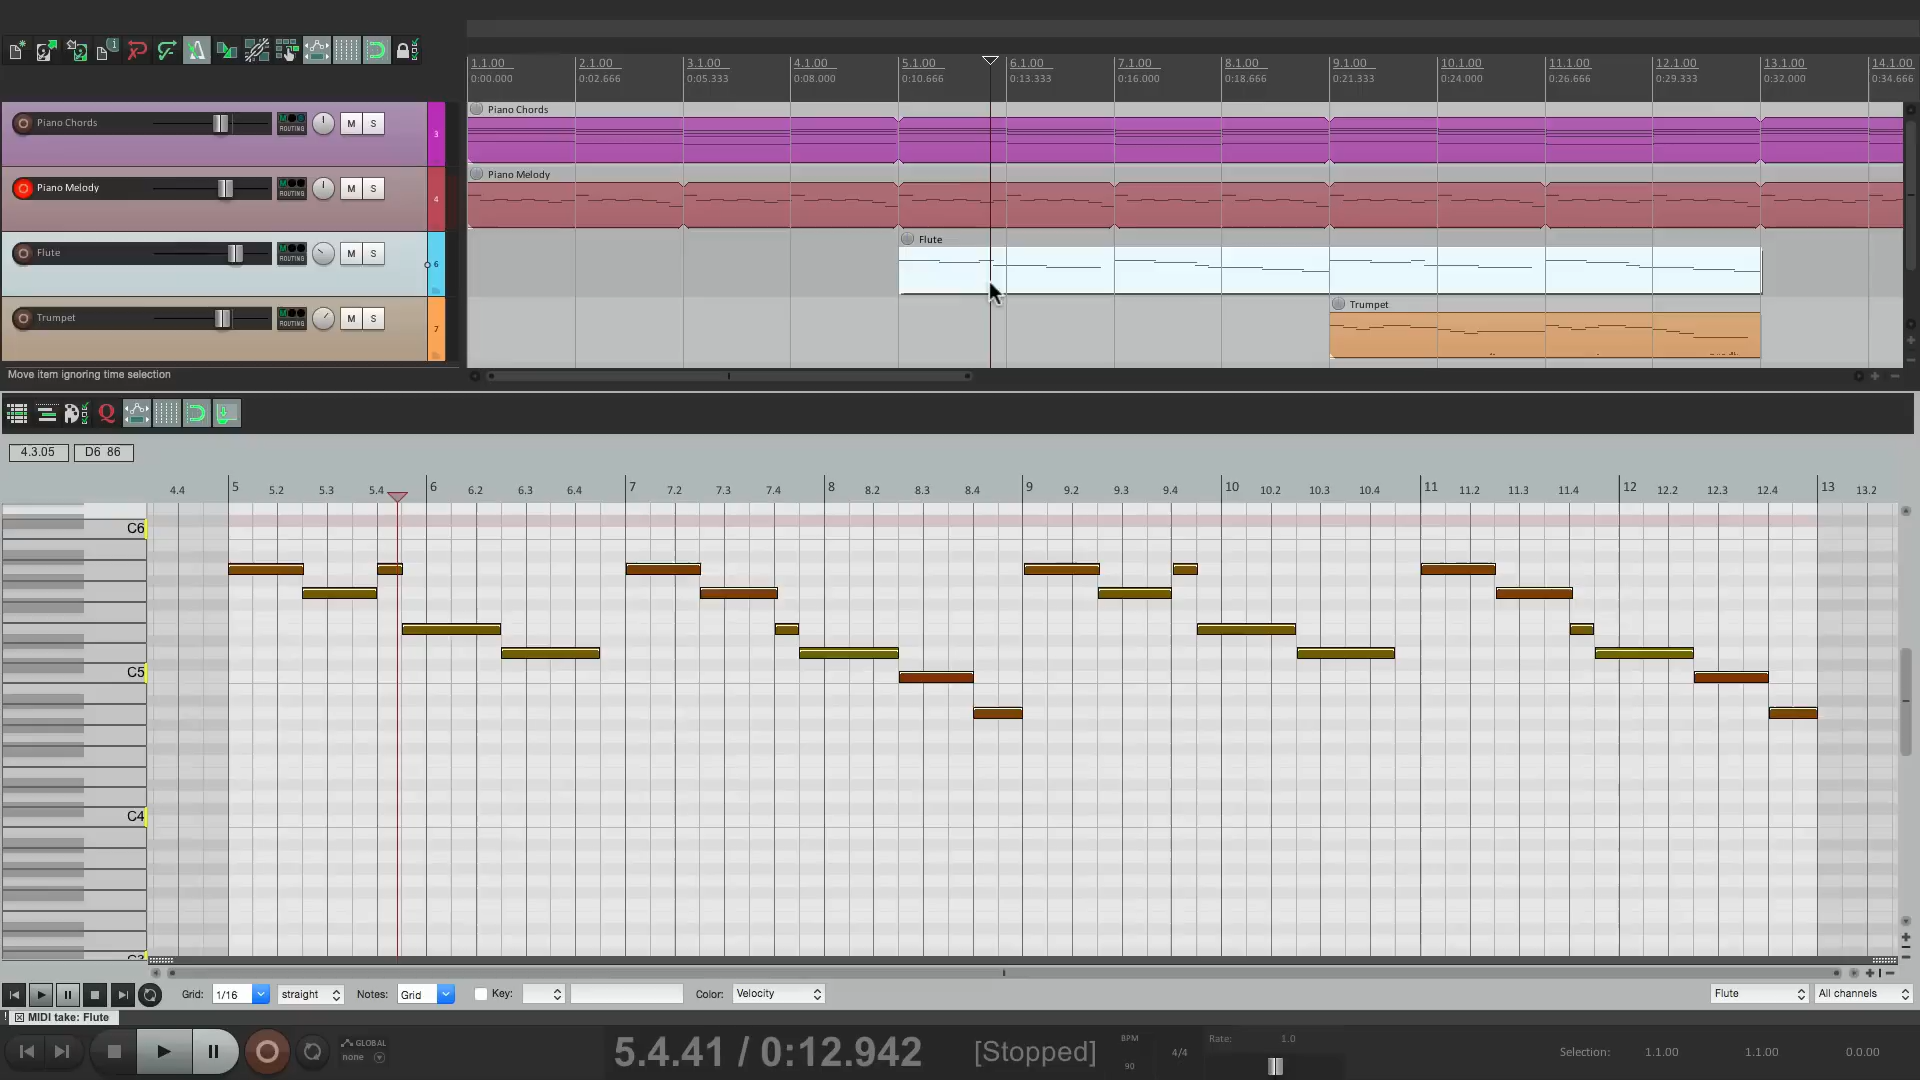 1.1.00 2.1.00 3.1.00 4.1.00 5.1.00 6.1.00 7.1.00 8.1.00 9.1.00 10.1.00 11.1.00 12.1.00 13.1.00 14.1.00
0:00.000 0:02.666 0:05.333 0:08.000 0:10.666 0:13.333 0:16.000 0:18.666 0:21.333 0:24.000 0:26.666 0:29.333 0:32.000 0:34.666
Piano Chords
Piano Chords M ROUTING M S 3
Piano Melody
Piano Melody M ROUTING M S 4
Flute
Flute M ROUTING M S 6
Trumpet
Trumpet M ROUTING M S 7
Move item ignoring time selection
Q
4.3.05 D6 86
4.4 5 5.2 5.3 5.4 6 6.2 6.3 6.4 7 7.2 7.3 7.4 8 8.2 8.3 8.4 9 9.2 9.3 9.4 10 10.2 10.3 10.4 11 11.2 11.3 11.4 12 12.2 12.3 12.4 13 13.2
C6
C5
C4
C3
Grid: 1/16 straight Notes: Grid Key: Color: Velocity Flute All channels
! MIDI take: Flute
GLOBAL
none
5.4.41 / 0:12.942 [Stopped]
BPM
90
4/4
Rate: 1.0
Selection: 1.1.00 1.1.00 0.0.00